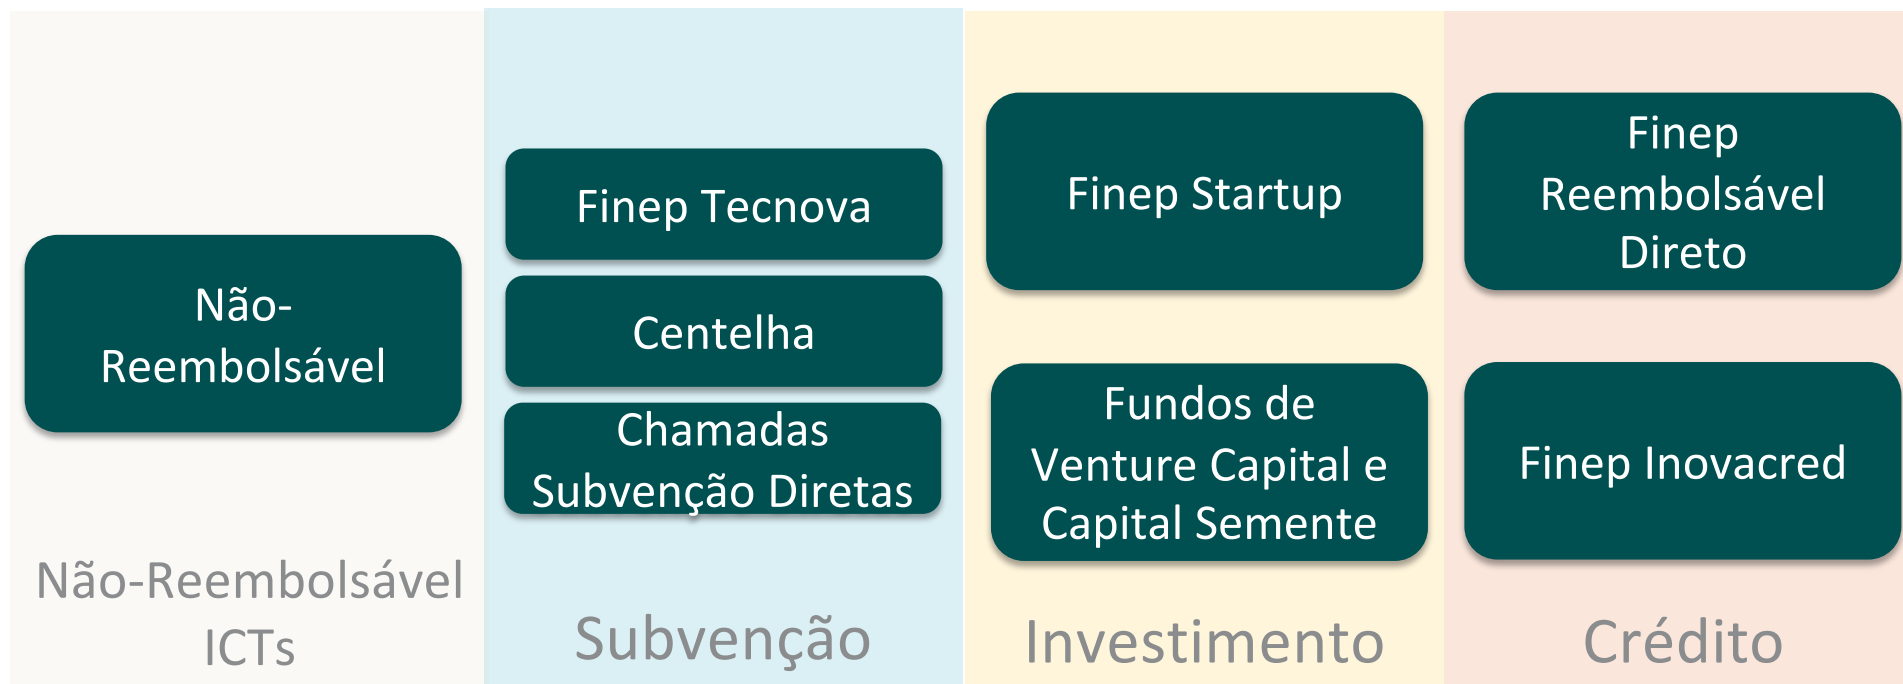 Não-
Reembolsável
Não-Reembolsável
ICTs
Finep Tecnova
Centelha
Chamadas
Subvenção Diretas
Subvenção
Finep Startup
Fundos de
Venture Capital e
Capital Semente
Investimento
Finep
Reembolsável
Direto
Finep Inovacred
Crédito